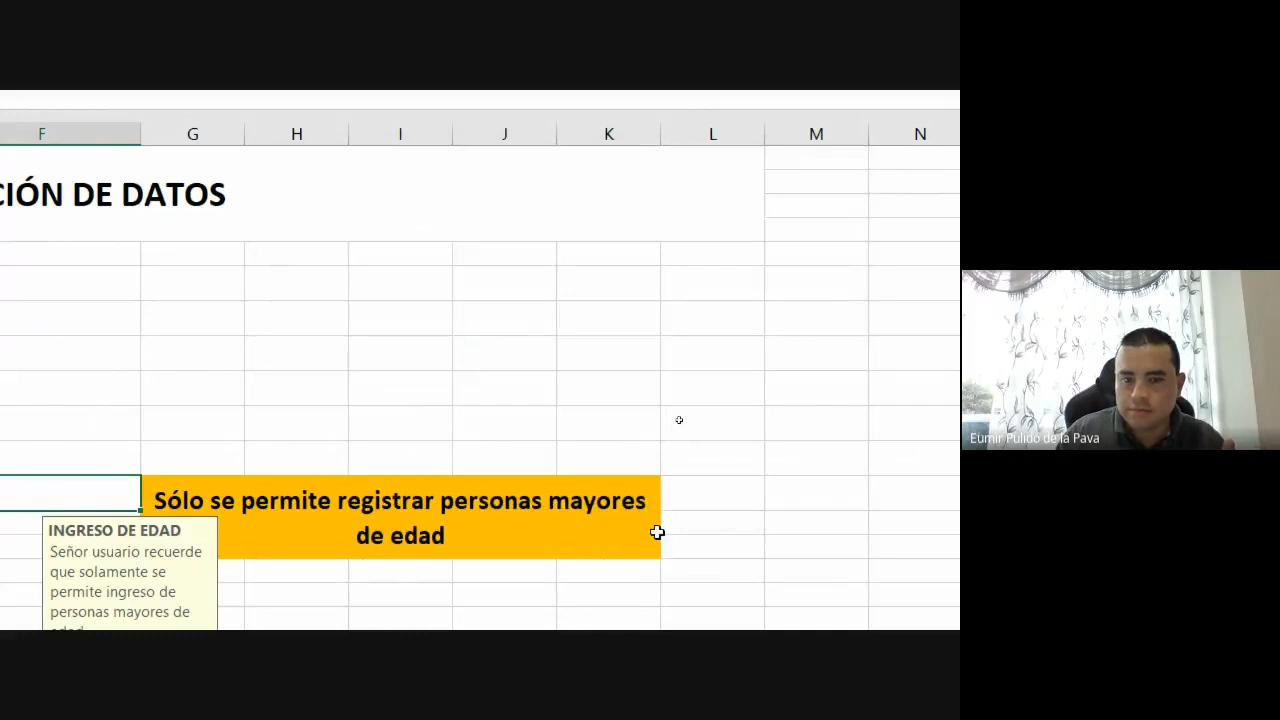 F G H I J K L M N
CIÓN DE DATOS
Sólo se permite registrar personas mayores
de edad
INGRESO DE EDAD
Señor usuario recuerde
que solamente se
permite ingreso de
personas mayores de
edad
Eumir Pulido de la Pava